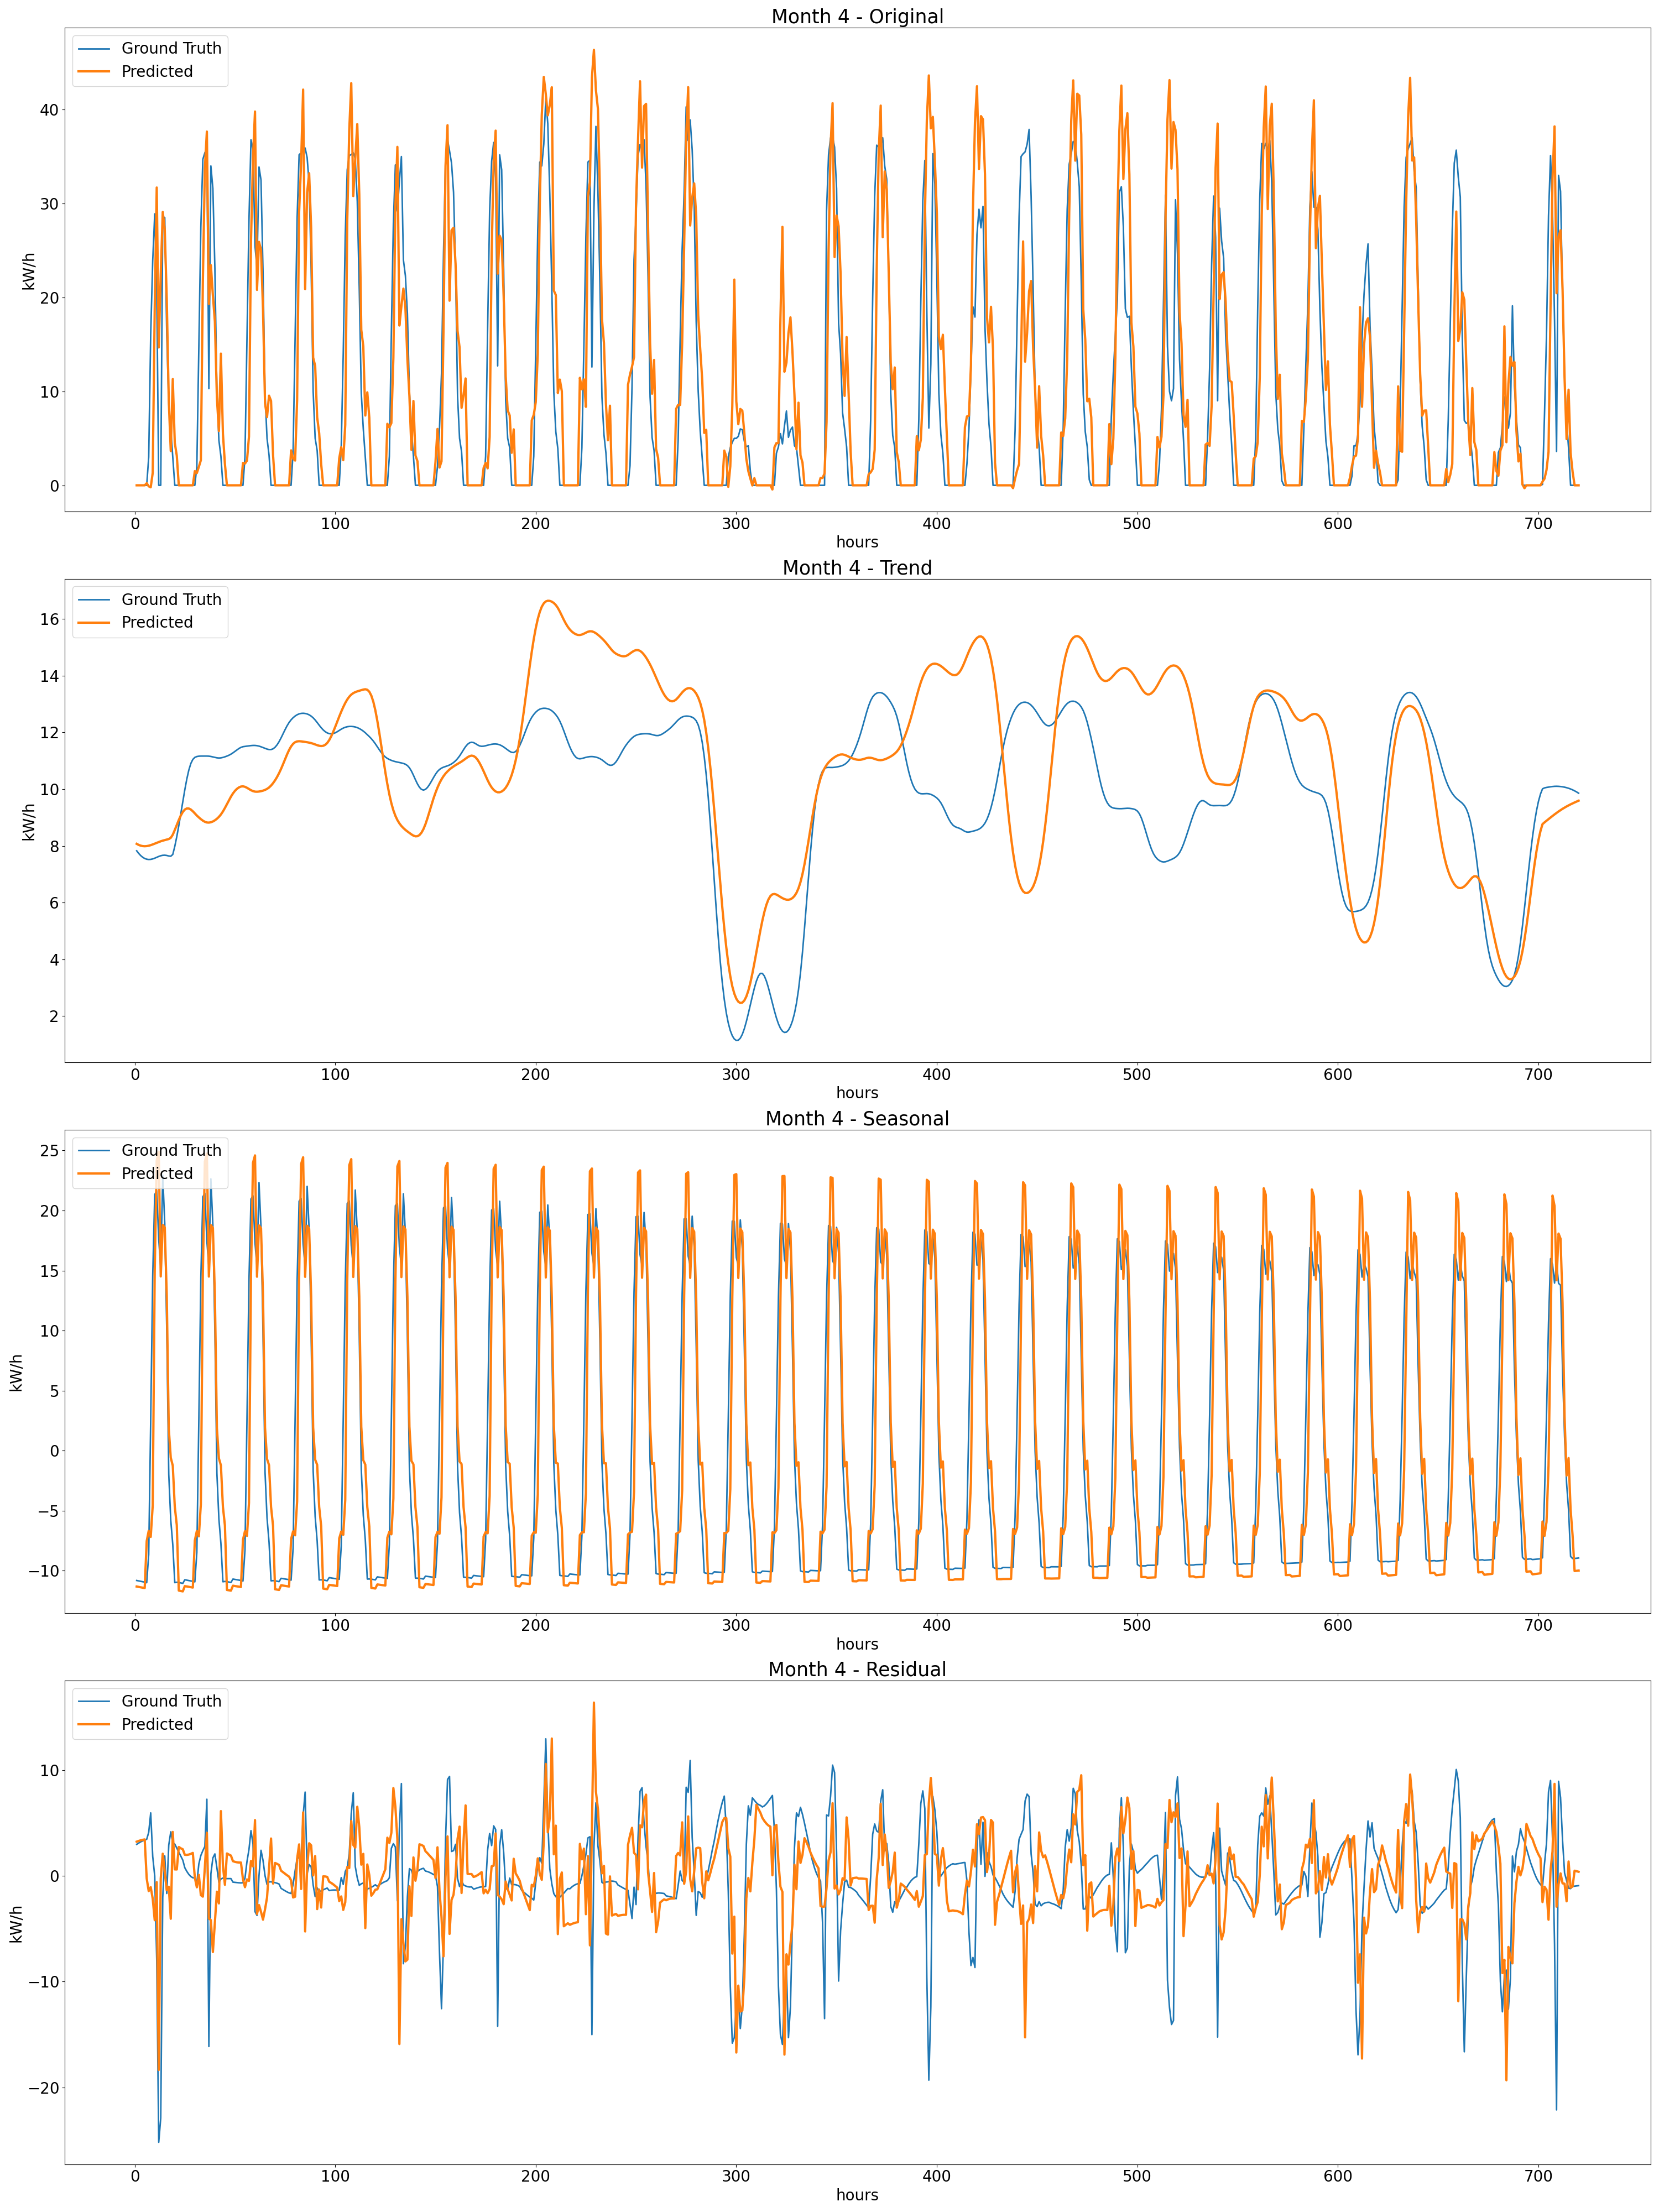 Month 4 - Original
Ground Truth
Predicted
kW/h
40
30
20
10
0
0 100 200 300 400 500 600 700
hours
Month 4 - Trend
Ground Truth
Predicted
kW/h
16
14
12
10
8
6
4
2
0 100 200 300 400 500 600 700
hours
Month 4 - Seasonal
Ground Truth
Predicted
kW/h
25
20
15
10
5
0
−5
−10
0 100 200 300 400 500 600 700
hours
Month 4 - Residual
Ground Truth
Predicted
kW/h
10
0
−10
−20
0 100 200 300 400 500 600 700
hours